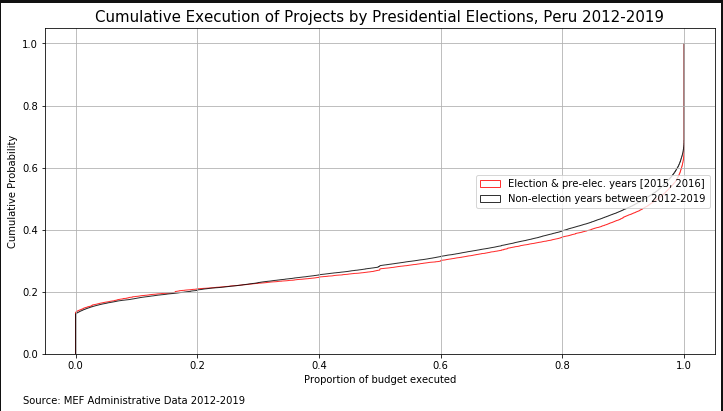 Cumulative Execution of Projects by Presidential Elections, Peru 2012-2019
1.0
0.8
0.6
0.4
0.2
0.0
Cumulative Probability
Election & pre-elec. years [2015, 2016]
Non-election years between 2012-2019
0.0 0.2 0.4 0.6 0.8 1.0
Proportion of budget executed
Source: MEF Administrative Data 2012-2019